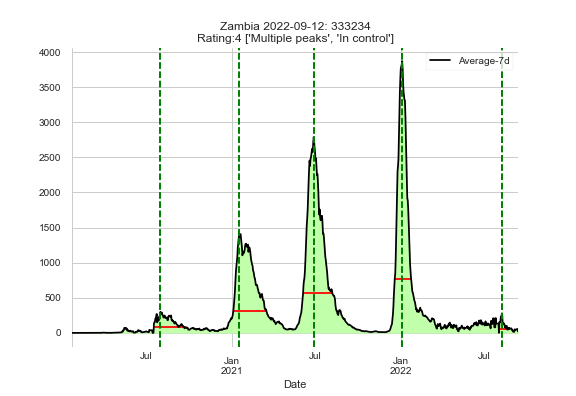 Zambia 2022-09-12: 333234
Rating:4 ['Multiple peaks', 'In control']
Average-7d
4000
3500
3000
2500
2000
1500
1000
500
0
Jul
Jan
2021
Jul
Jan
2022
Jul
Date